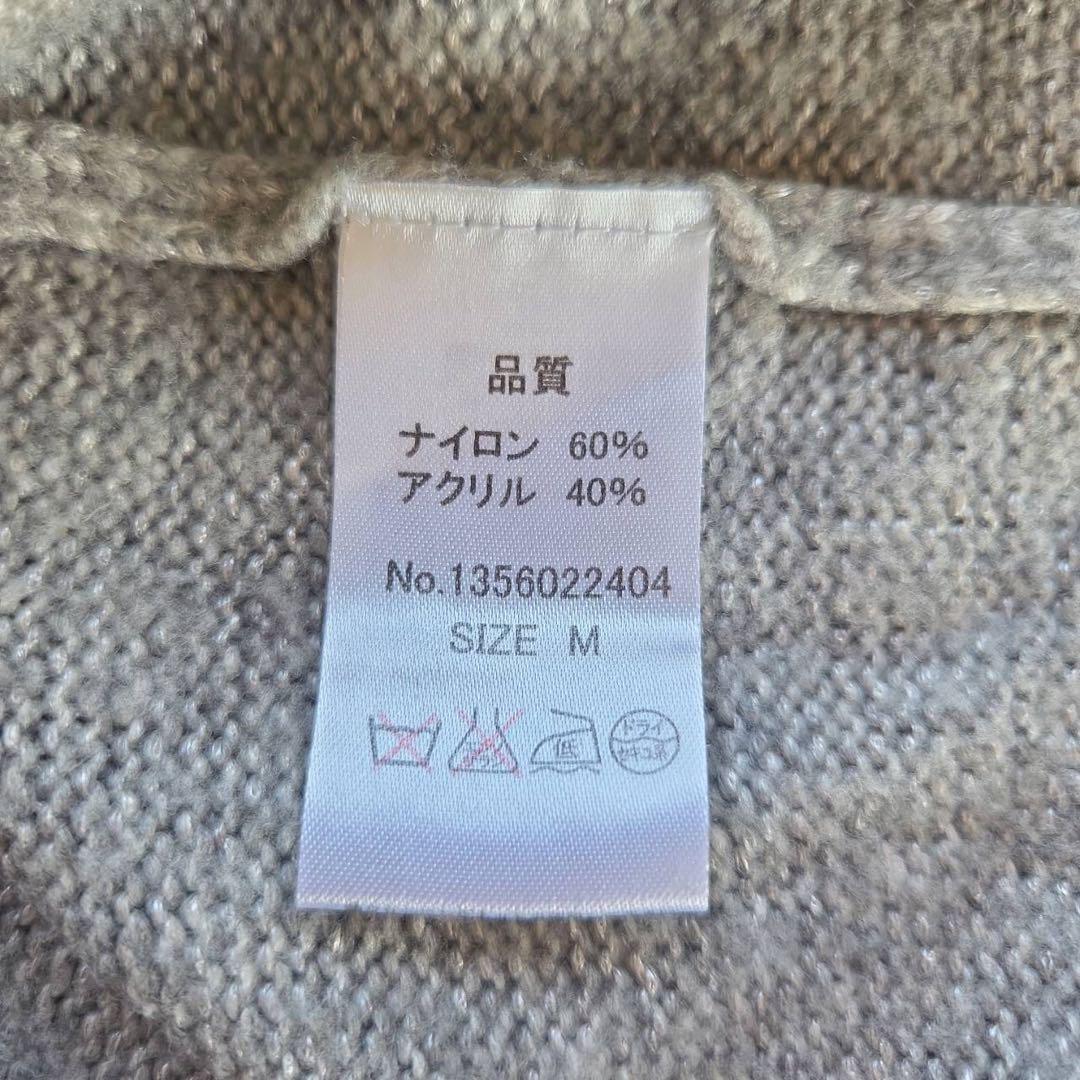 品質
ナイロン 60%
アクリル 40%
No.1356022404
SIZE M
低
ドライ
セキユ系